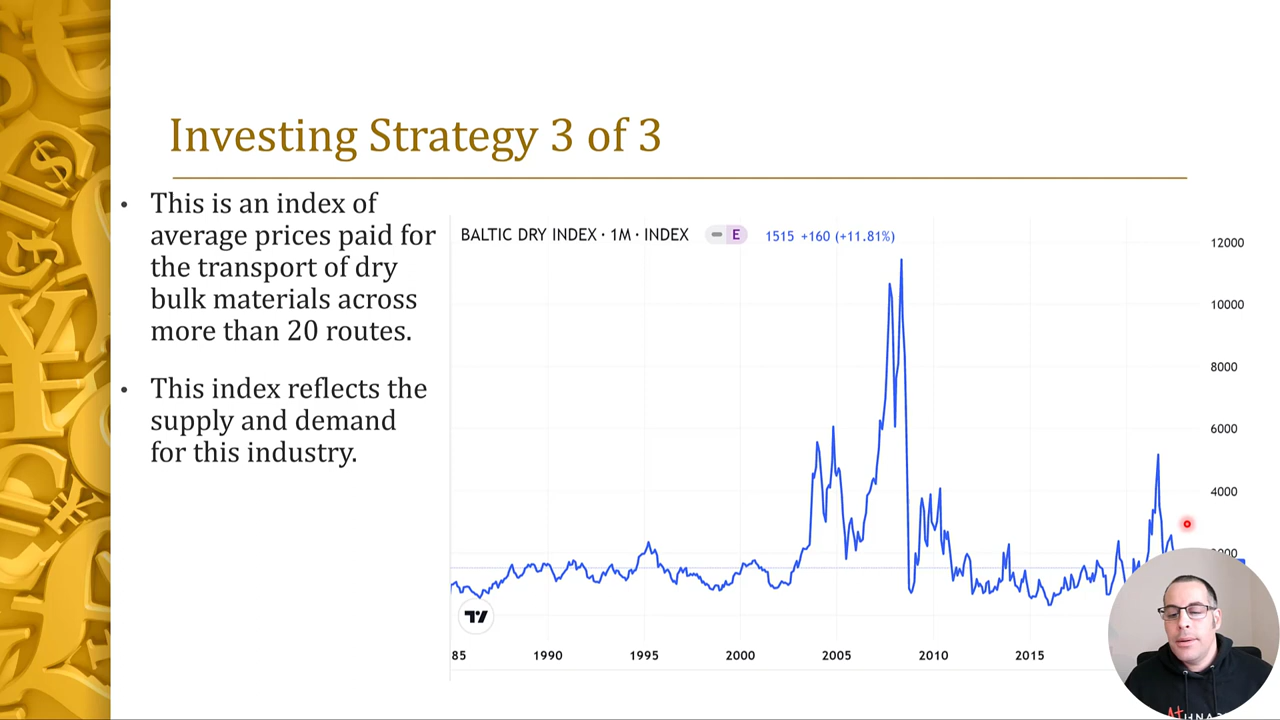 Investing Strategy 3 of 3
• This is an index of
average prices paid for
the transport of dry
bulk materials across
more than 20 routes.
• This index reflects the
supply and demand
for this industry.
BALTIC DRY INDEX · 1M · INDEX E 1515 +160 (+11.81%)
12000
10000
8000
6000
4000
85 1990 1995 2000 2005 2010 2015